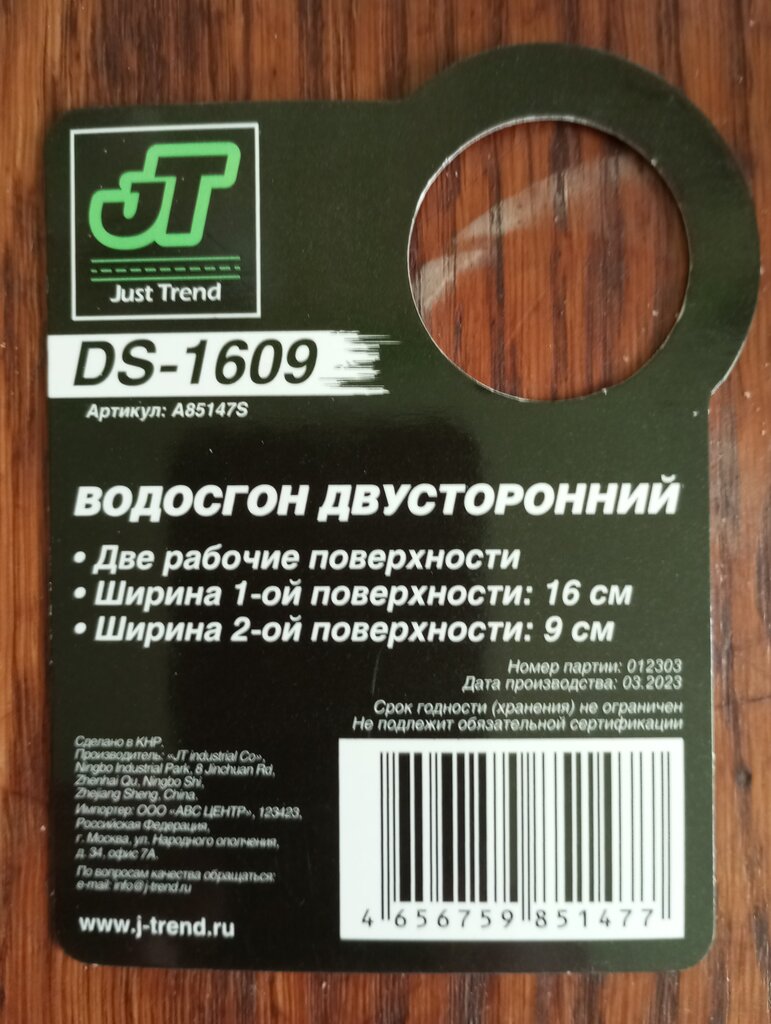 JT
Just Trend
DS-1609
Артикул: A85147S
ВОДОСГОН ДВУСТОРОННИЙ
• Две рабочие поверхности
• Ширина 1-ой поверхности: 16 см
• Ширина 2-ой поверхности: 9 см
Номер партии: 012303
Дата производства: 03.2023
Срок годности (хранения) не ограничен
Не подлежит обязательной сертификации
Сделано в КНР.
Производитель: «JT industrial Co»,
Ningbo Industrial Park, 8 Jinchuan Rd,
Zhenhai Qu, Ningbo Shi,
Zhejiang Sheng, China.
Импортер: ООО «АВС ЦЕНТР», 123423,
Российская Федерация,
г. Москва, ул. Народного ополчения,
д. 34, офис 7А.
По вопросам качества обращаться:
e-mail: info@j-trend.ru
www.j-trend.ru
4 656759 851477